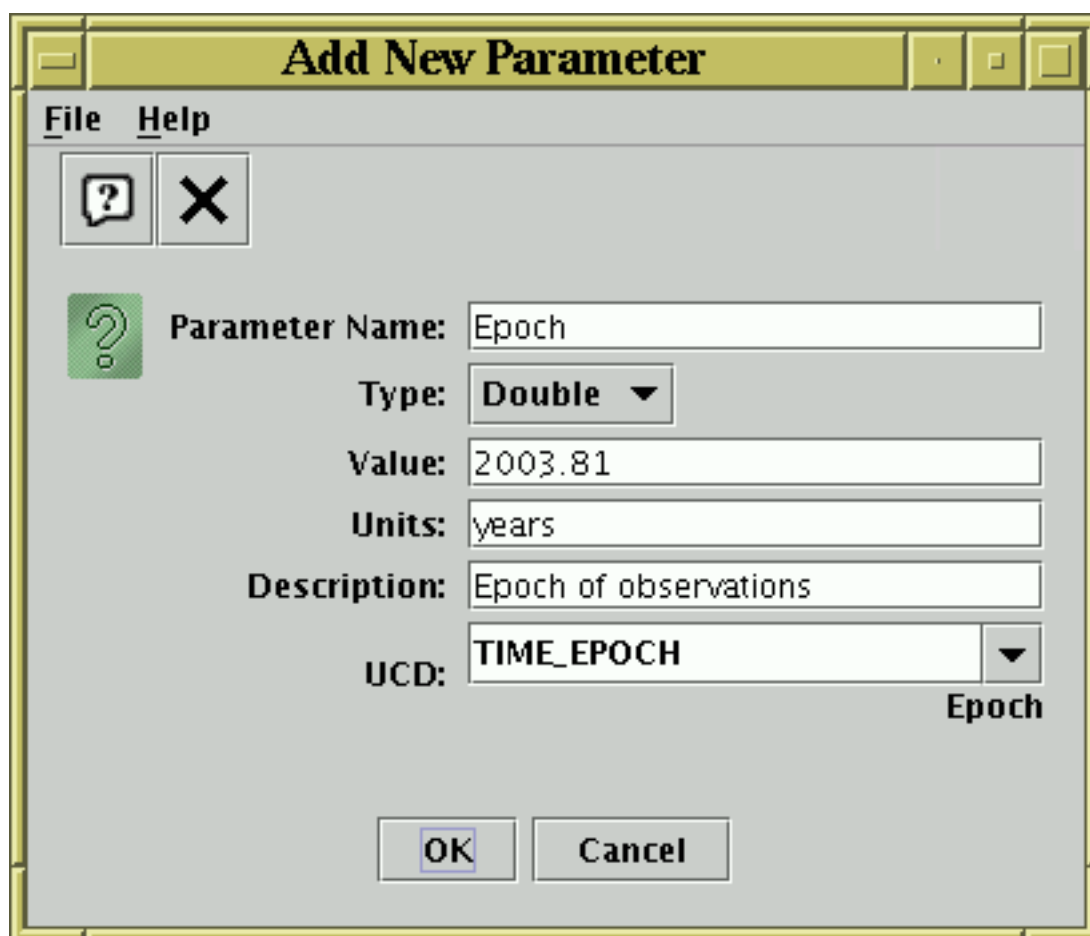 Add New Parameter
File Help
Parameter Name: Epoch
Type: Double
Value: 2003.81
Units: years
Description: Epoch of observations
UCD: TIME_EPOCH
Epoch
OK Cancel